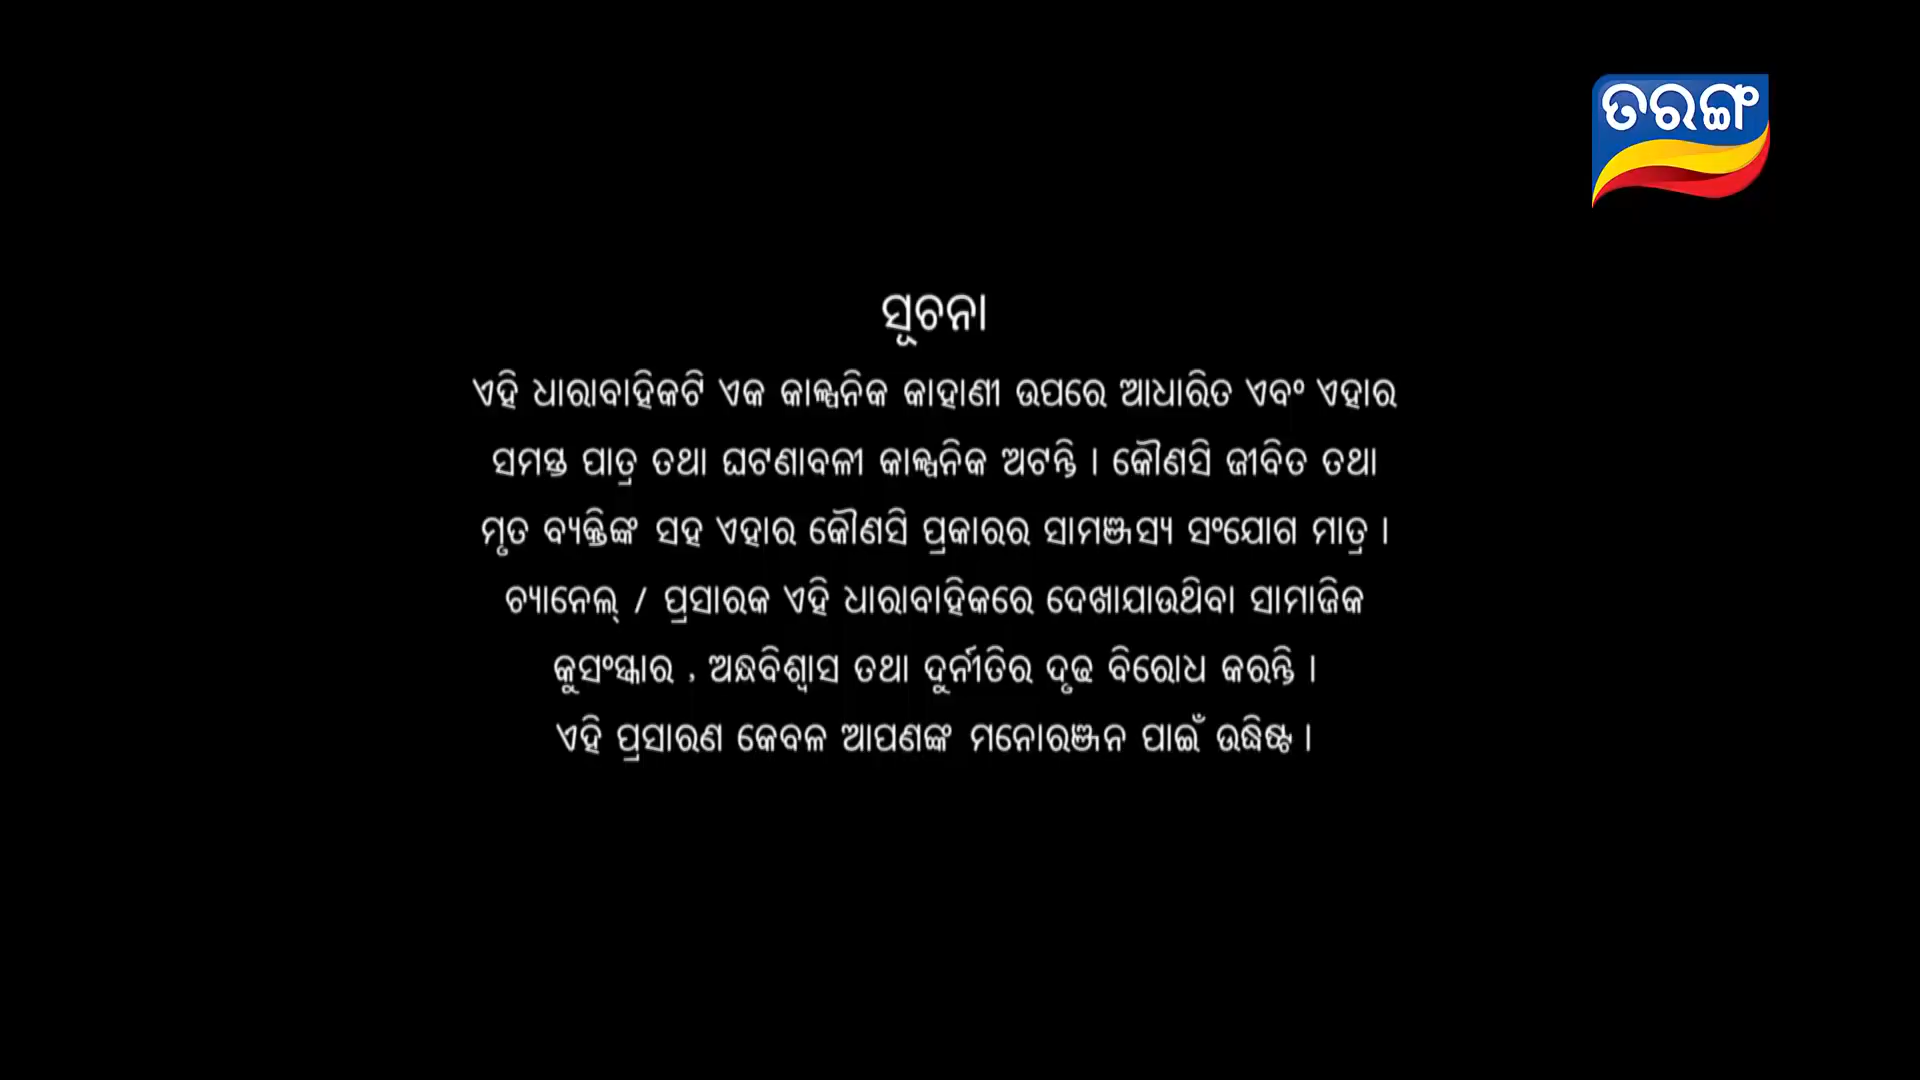 ତରଙ୍ଗ
ସୂଚନା
ଏହି ଧାରାବାହିକଟି ଏକ କାଳ୍ପନିକ କାହାଣୀ ଉପରେ ଆଧାରିତ ଏବଂ ଏହାର
ସମସ୍ତ ପାତ୍ର ତଥା ଘଟଣାବଳୀ କାଳ୍ପନିକ ଅଟନ୍ତି । କୌଣସି ଜୀବିତ ତଥା
ମୃତ ବ୍ୟକ୍ତିଙ୍କ ସହ ଏହାର କୌଣସି ପ୍ରକାରର ସାମଞ୍ଜସ୍ୟ ସଂଯୋଗ ମାତ୍ର ।
ଚ୍ୟାନେଲ୍ / ପ୍ରସାରକ ଏହି ଧାରାବାହିକରେ ଦେଖାଯାଉଥିବା ସାମାଜିକ
କୁସଂସ୍କାର , ଅନ୍ଧବିଶ୍ୱାସ ତଥା ଦୁର୍ନୀତିର ଦୃଢ ବିରୋଧ କରନ୍ତି ।
ଏହି ପ୍ରସାରଣ କେବଳ ଆପଣଙ୍କ ମନୋରଞ୍ଜନ ପାଇଁ ଉଦ୍ଧିଷ୍ଟ ।